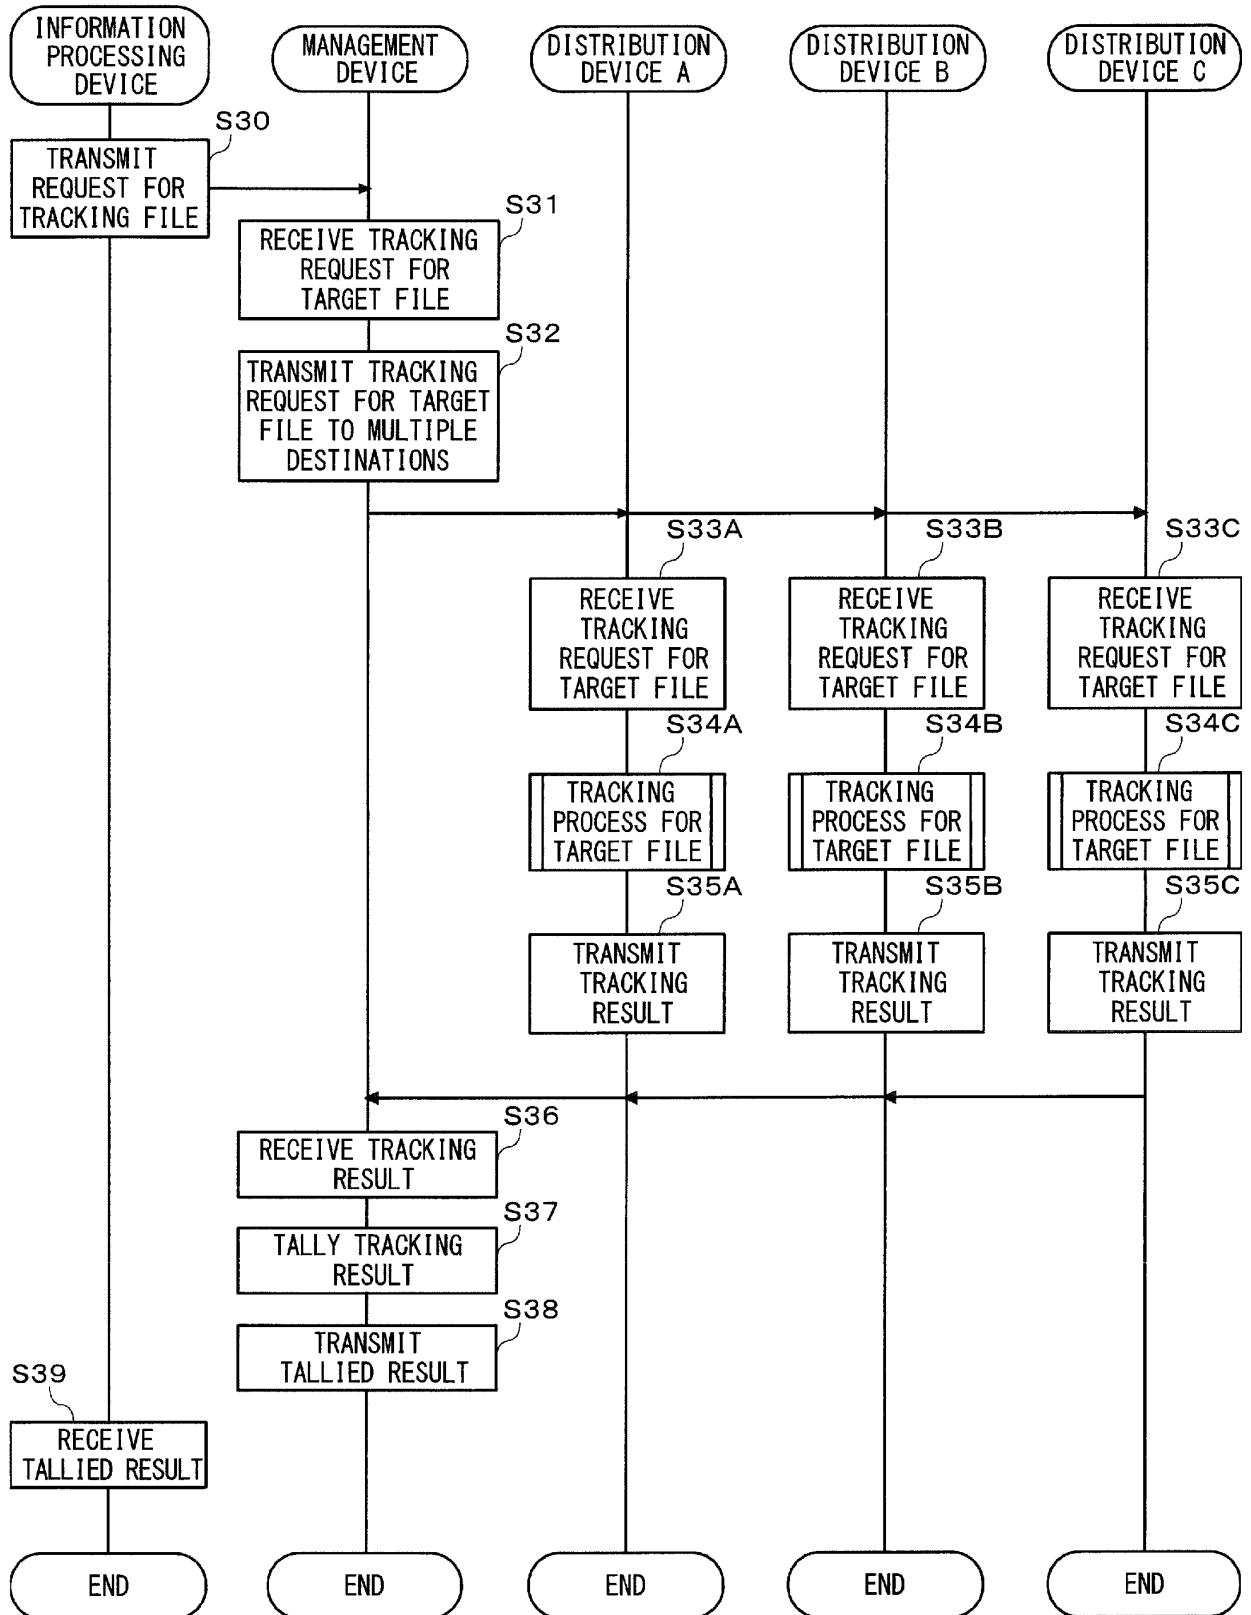 INFORMATION
PROCESSING
DEVICE
MANAGEMENT
DEVICE
DISTRIBUTION
DEVICE A
DISTRIBUTION
DEVICE B
DISTRIBUTION
DEVICE C
S30
TRANSMIT
REQUEST FOR
TRACKING FILE
S31
RECEIVE TRACKING
REQUEST FOR
TARGET FILE
S32
TRANSMIT TRACKING
REQUEST FOR TARGET
FILE TO MULTIPLE
DESTINATIONS
S33A
RECEIVE
TRACKING
REQUEST FOR
TARGET FILE
S33B
RECEIVE
TRACKING
REQUEST FOR
TARGET FILE
S33C
RECEIVE
TRACKING
REQUEST FOR
TARGET FILE
S34A
TRACKING
PROCESS FOR
TARGET FILE
S34B
TRACKING
PROCESS FOR
TARGET FILE
S34C
TRACKING
PROCESS FOR
TARGET FILE
S35A
TRANSMIT
TRACKING
RESULT
S35B
TRANSMIT
TRACKING
RESULT
S35C
TRANSMIT
TRACKING
RESULT
S36
RECEIVE TRACKING
RESULT
S37
TALLY TRACKING
RESULT
S38
TRANSMIT
TALLIED RESULT
S39
RECEIVE
TALLIED RESULT
END
END
END
END
END